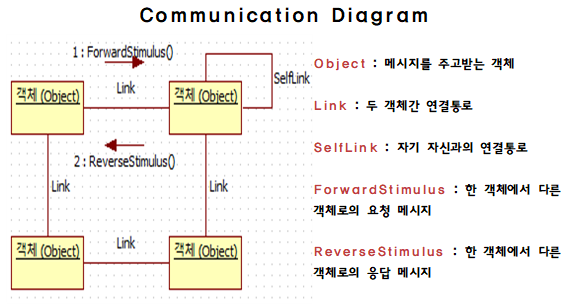 Communication Diagram
1 : ForwardStimulus()
Link
SelfLink
객체 (Object)
객체 (Object)
2 : ReverseStimulus()
Link
Link
객체 (Object)
Link
객체 (Object)
Object : 메시지를 주고받는 객체
Link : 두 객체간 연결통로
SelfLink : 자기 자신과의 연결통로
ForwardStimulus : 한 객체에서 다른
객체로의 요청 메시지
ReverseStimulus : 한 객체에서 다른
객체로의 응답 메시지